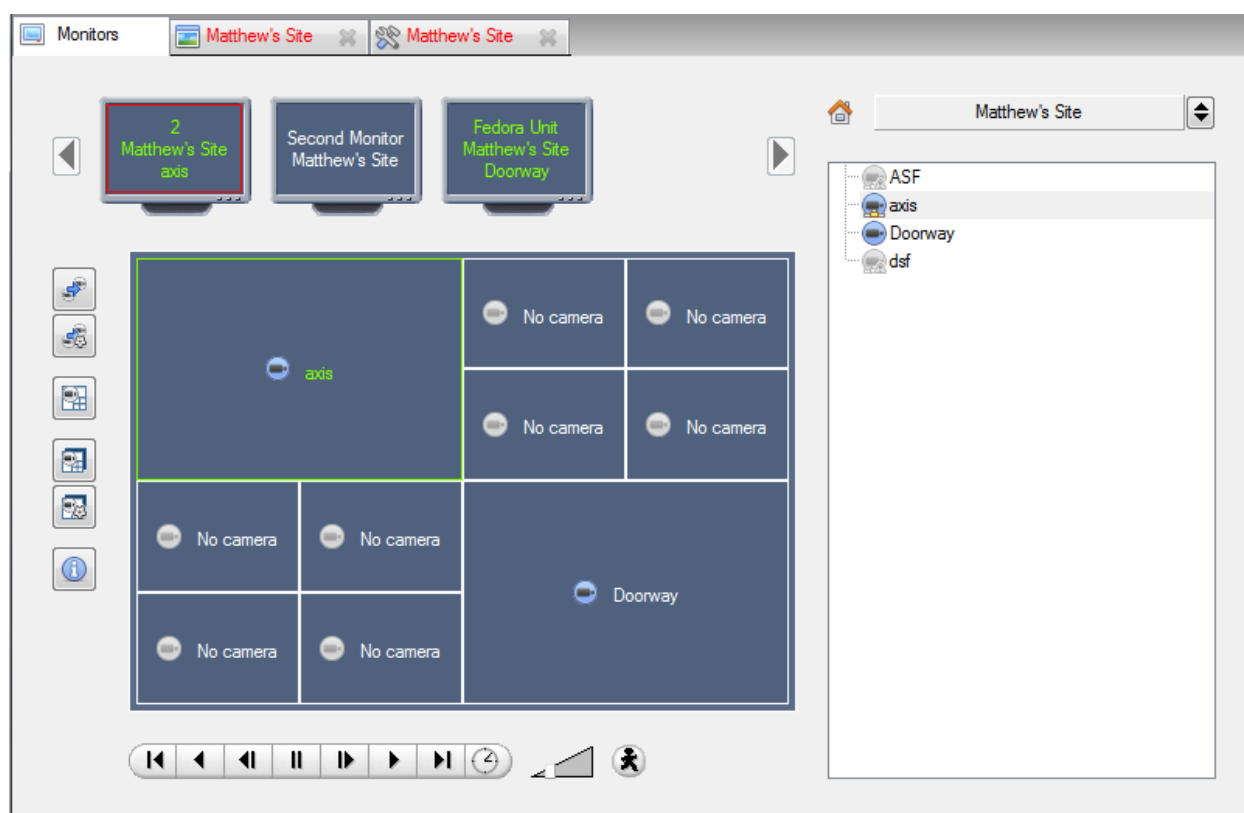 Monitors
Matthew's Site
Matthew's Site
2
Matthew's Site
axis
Second Monitor
Matthew's Site
Fedora Unit
Matthew's Site
Doorway
Matthew's Site
ASF
axis
Doorway
dsf
axis
No camera
No camera
No camera
No camera
No camera
No camera
No camera
No camera
Doorway